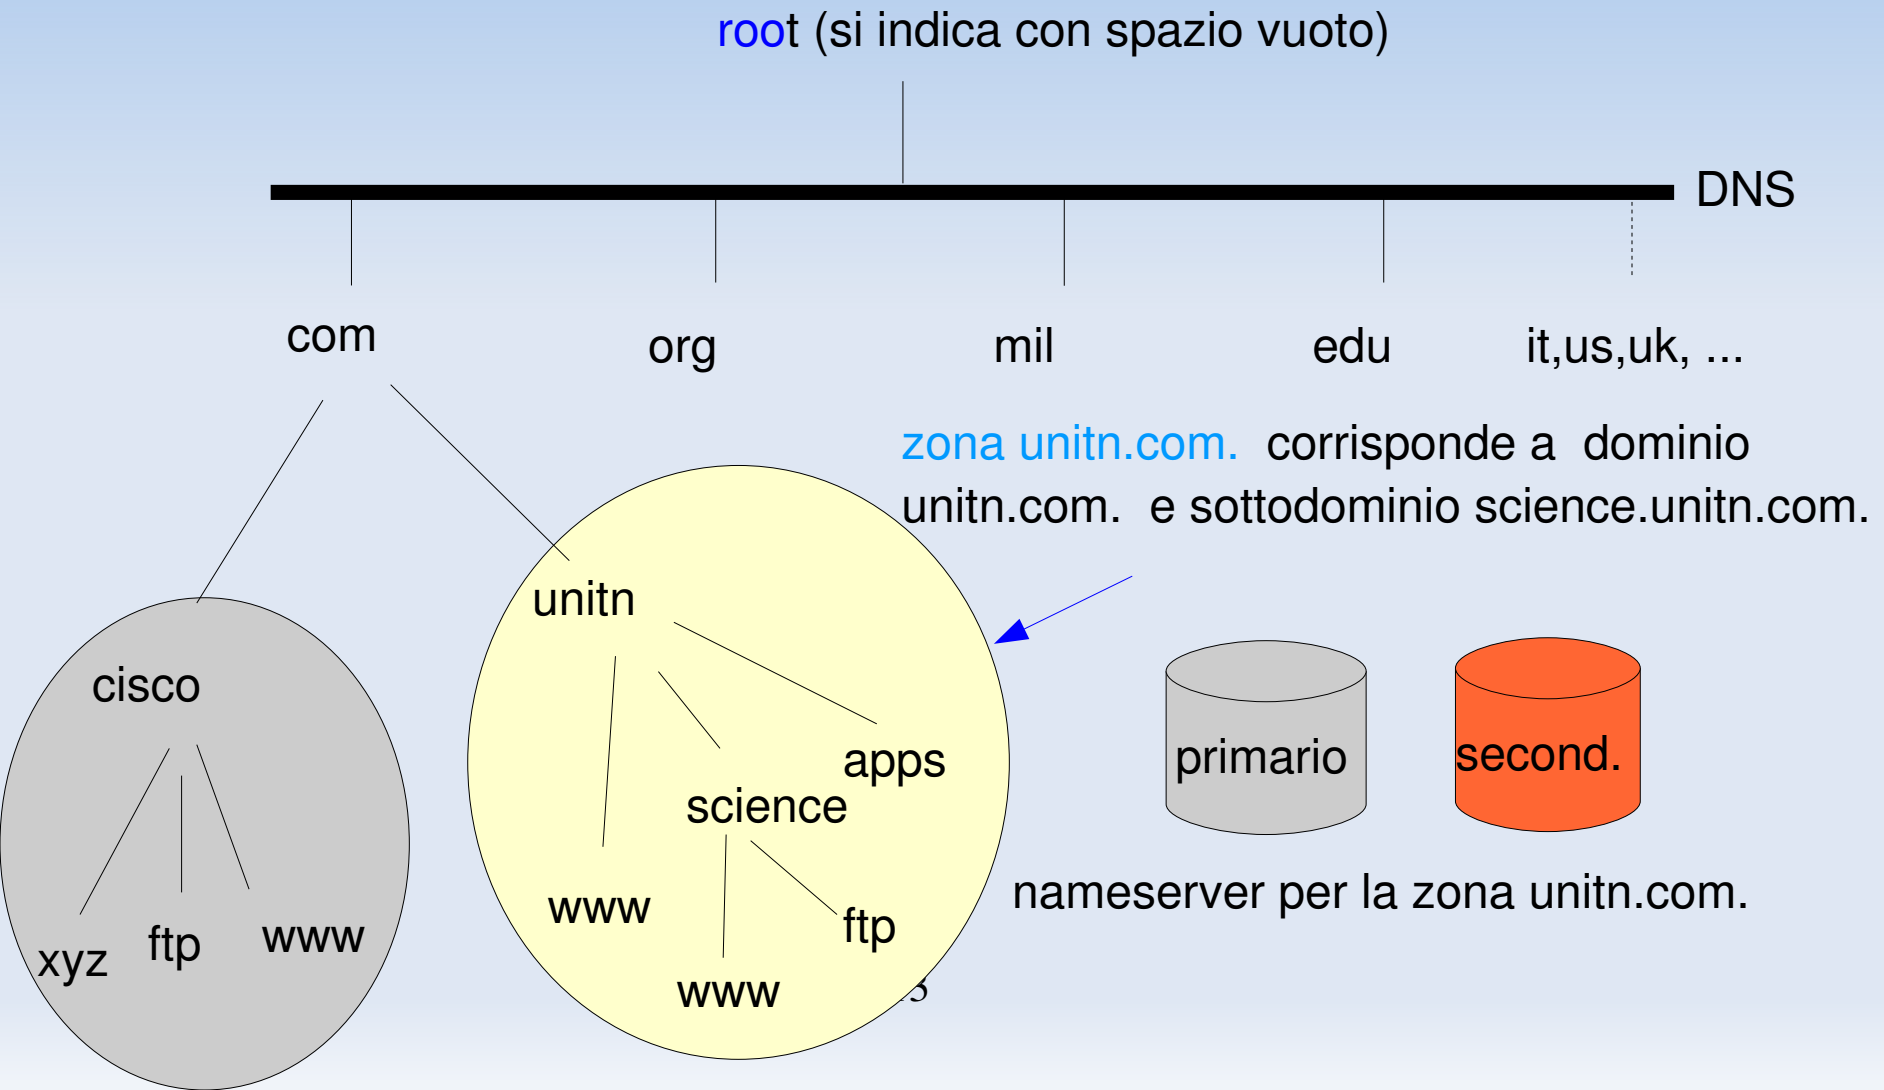 root (si indica con spazio vuoto)
DNS
com
org
mil
edu
it,us,uk, ...
zona unitn.com. corrisponde a dominio
unitn.com. e sottodominio science.unitn.com.
unitn
cisco
apps
science
primario
second.
www
ftp
nameserver per la zona unitn.com.
xyz
ftp
www
www